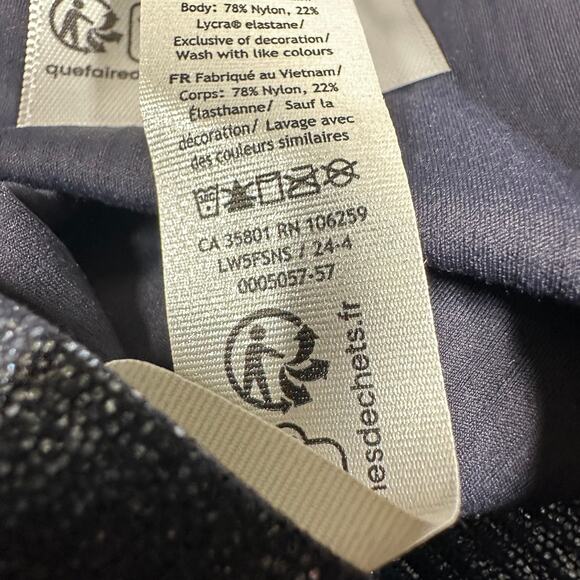 Body: 78% Nylon, 22%
Lycra® elastane/
Exclusive of decoration/
Wash with like colours
FR Fabriqué au Vietnam/
Corps: 78% Nylon, 22%
Élasthanne/ Sauf la
décoration/ Lavage avec
des couleurs similaires
CA 35801 RN 106259
LW5FSNS / 24-4
0005057-57
esdechets.fr
quefaired